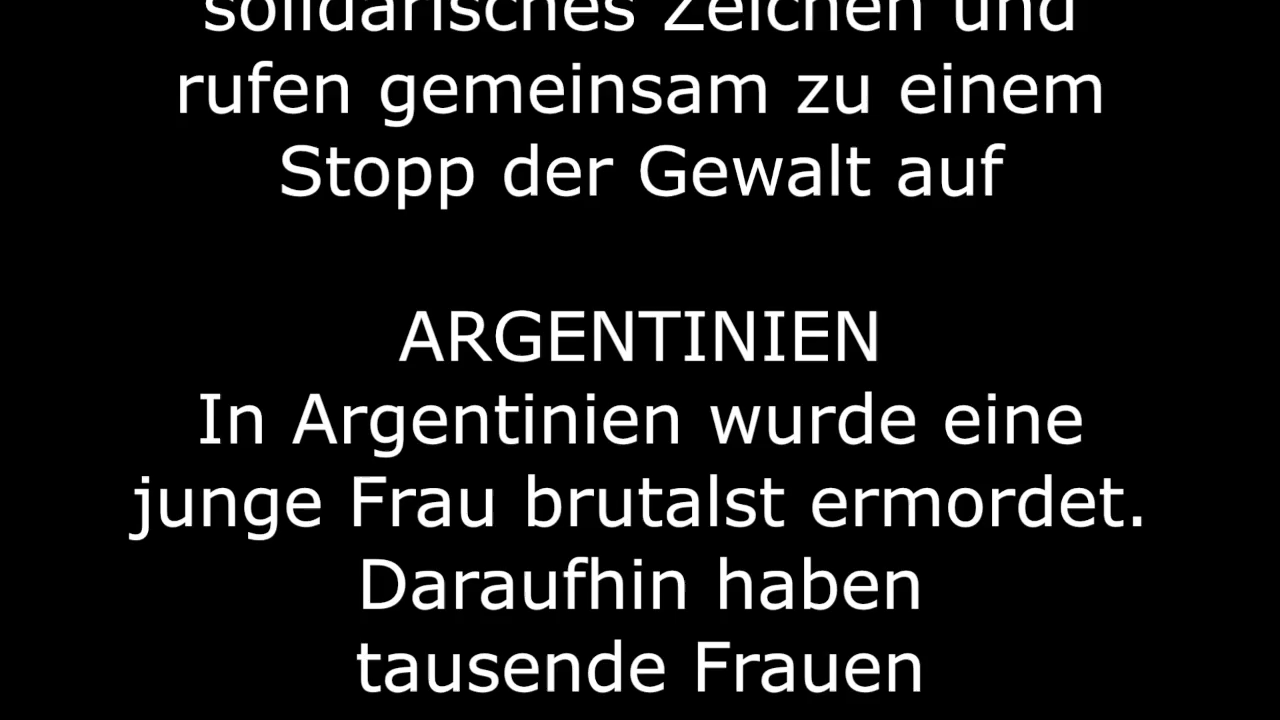 solidarisches Zeichen und
rufen gemeinsam zu einem
Stopp der Gewalt auf
ARGENTINIEN
In Argentinien wurde eine
junge Frau brutalst ermordet.
Daraufhin haben
tausende Frauen